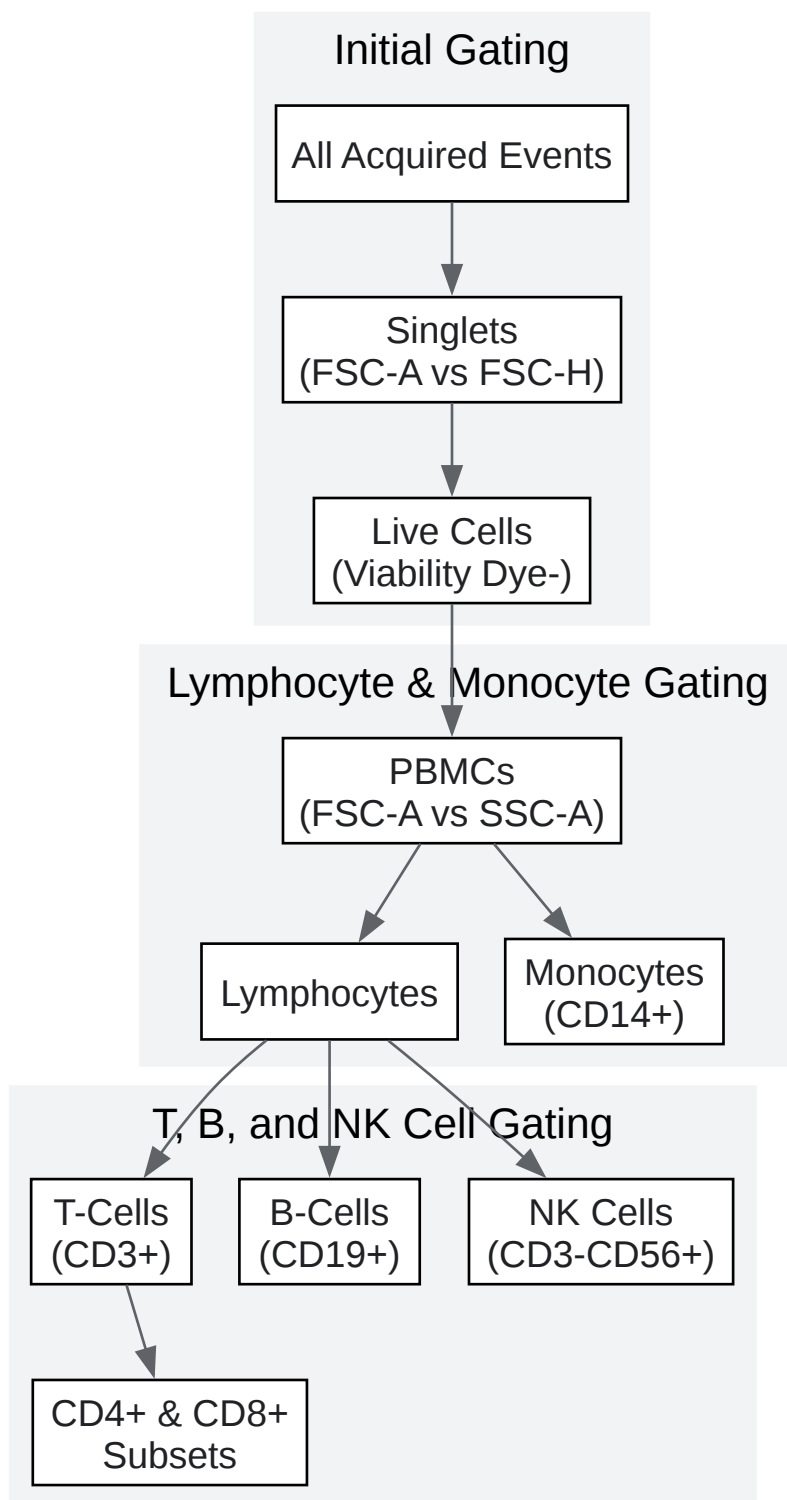 Initial Gating
All Acquired Events
Singlets
(FSC-A vs FSC-H)
Live Cells
(Viability Dye-)
Lymphocyte & Monocyte Gating
PBMCs
(FSC-A vs SSC-A)
Lymphocytes
Monocytes
(CD14+)
T, B, and NK Cell Gating
T-Cells
(CD3+)
B-Cells
(CD19+)
NK Cells
(CD3-CD56+)
CD4+ & CD8+
Subsets